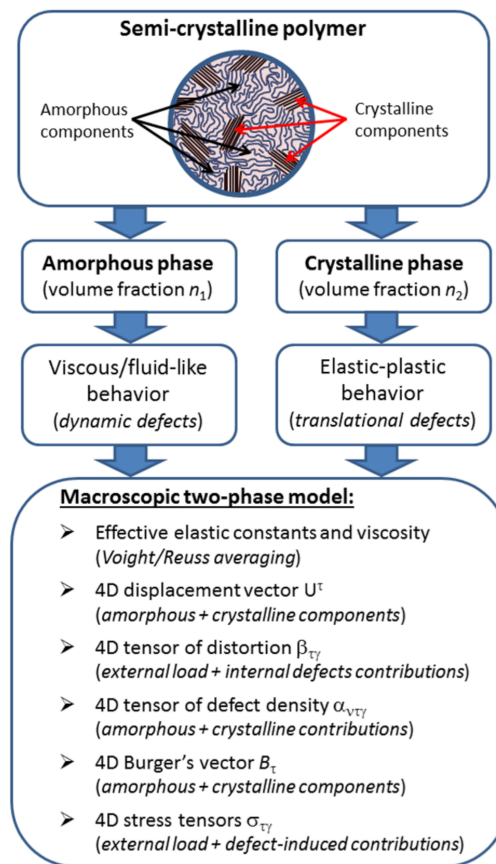 Semi-crystalline polymer
Amorphous
components
Crystalline
components
Amorphous phase
(volume fraction n₁)
Crystalline phase
(volume fraction n₂)
Viscous/fluid-like
behavior
(dynamic defects)
Elastic-plastic
behavior
(translational defects)
Macroscopic two-phase model:
➢ Effective elastic constants and viscosity
(Voight/Reuss averaging)
➢ 4D displacement vector Uᵗ
(amorphous + crystalline components)
➢ 4D tensor of distortion βτγ
(external load + internal defects contributions)
➢ 4D tensor of defect density αντγ
(amorphous + crystalline contributions)
➢ 4D Burger's vector Bτ
(amorphous + crystalline components)
➢ 4D stress tensors στγ
(external load + defect-induced contributions)